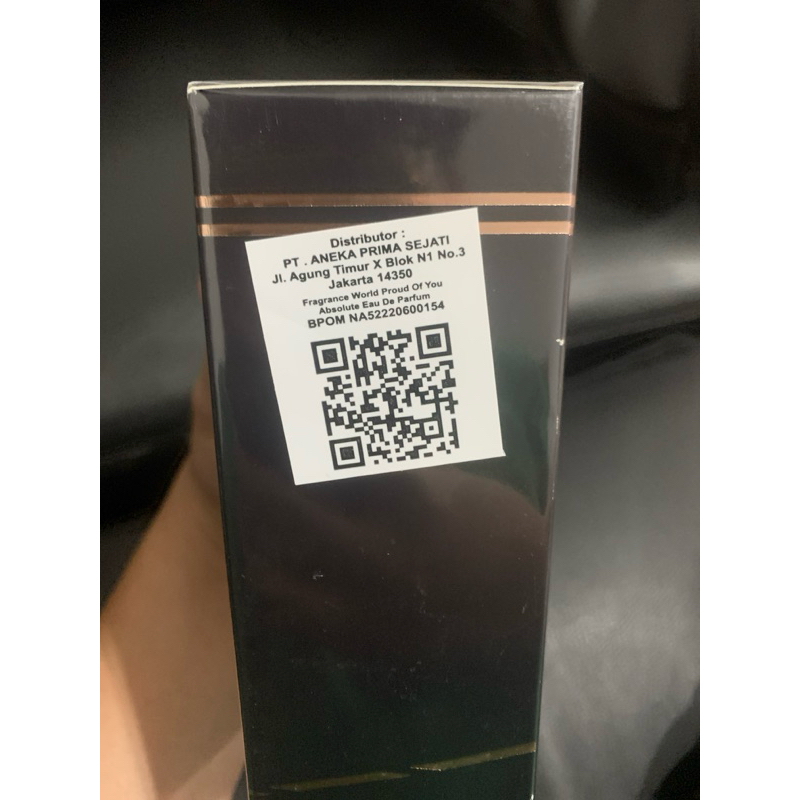 Distributor :
PT . ANEKA PRIMA SEJATI
Jl. Agung Timur X Blok N1 No.3
Jakarta 14350
Fragrance World Proud Of You
Absolute Eau De Parfum
BPOM NA52220600154